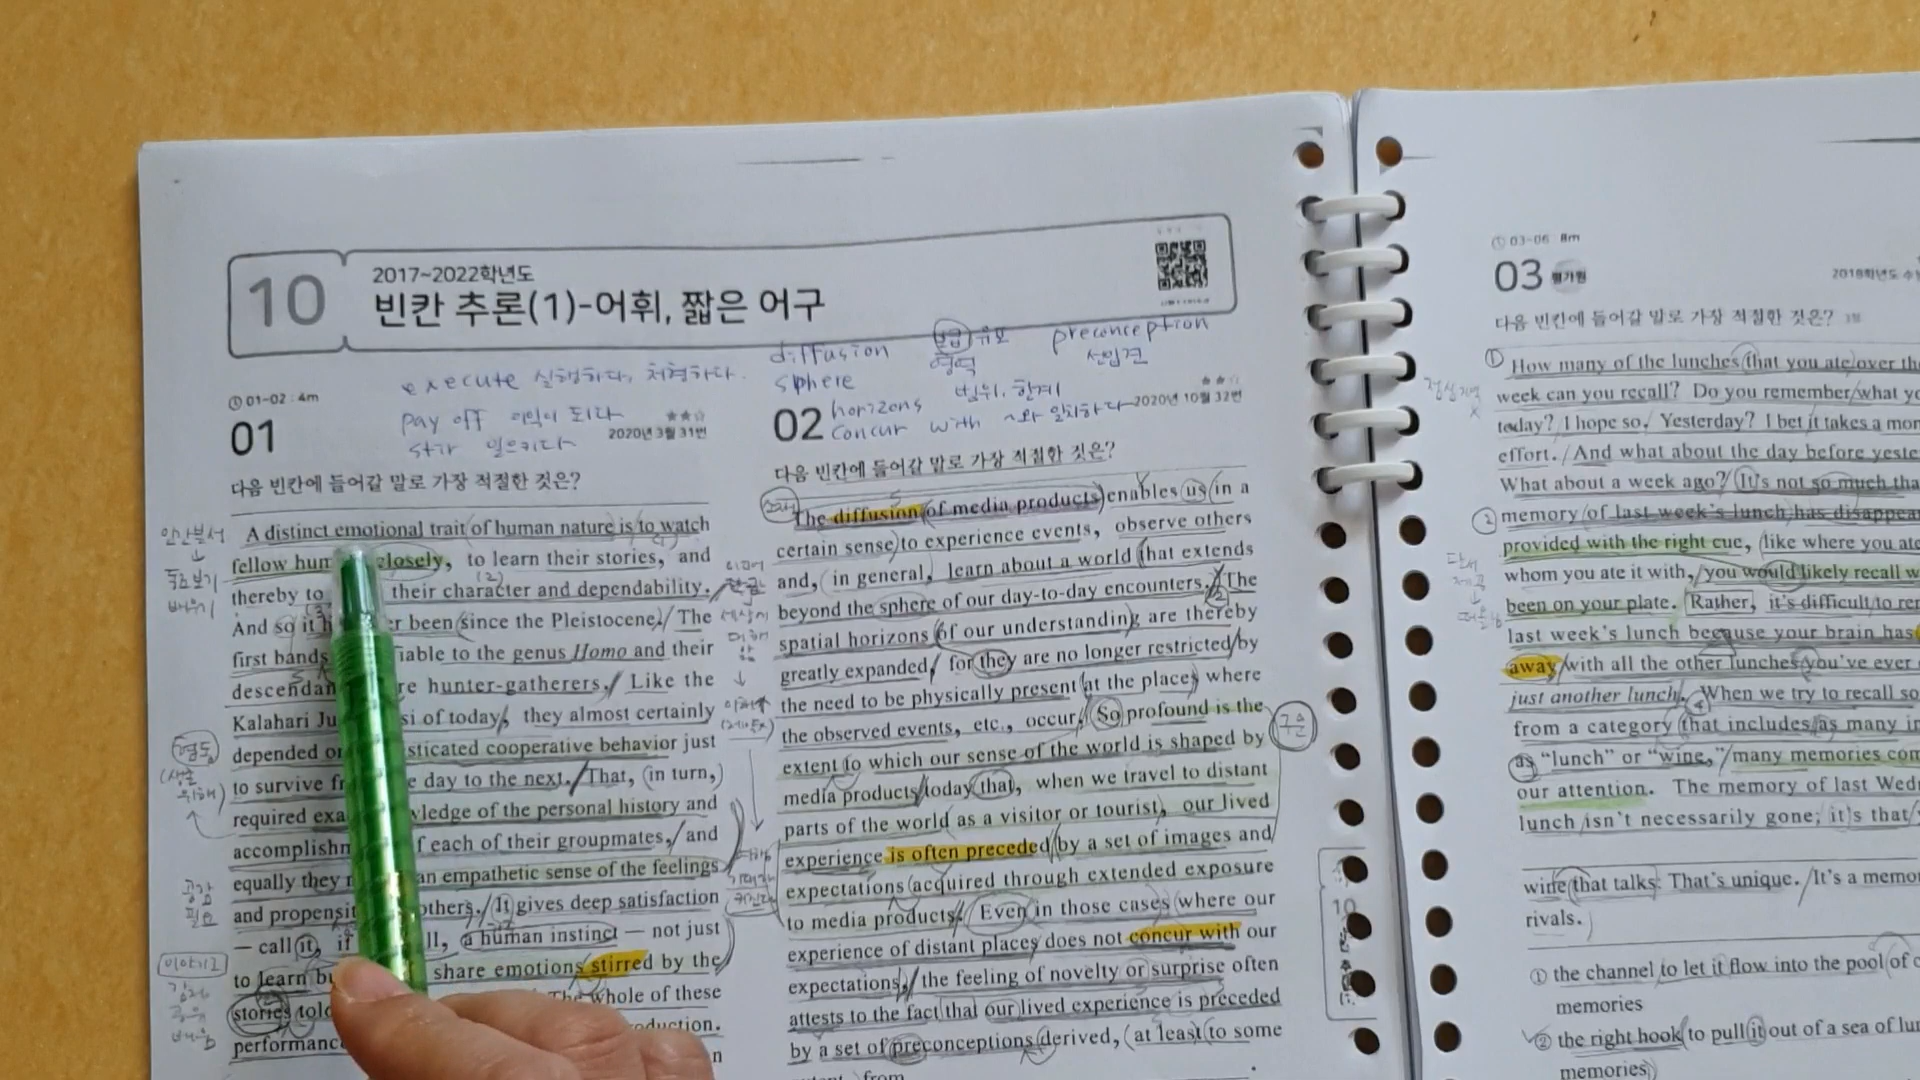 10
2017~2022학년도
빈칸 추론(1)-어휘, 짧은 어구
execute 실행하다, 처형하다.
pay off 이익이 되다
stir 일으키다
diffusion 보급, 유포
sphere 영역
horizons 범위, 한계
concur with ~와 일치하다
preconception
선입견
01-02 : 4m
01
2020년 3월 31번
다음 빈칸에 들어갈 말로 가장 적절한 것은?
A distinct emotional trait of human nature is to watch
fellow hum closely, to learn their stories, and
thereby to their character and dependability.
And so it h er been since the Pleistocene. The
first bands iable to the genus Homo and their
descendan re hunter-gatherers. Like the
Kalahari Ju si of today, they almost certainly
depended on sticated cooperative behavior just
to survive fr e day to the next. That, in turn,
required exa wledge of the personal history and
accomplishm f each of their groupmates, and
equally they an empathetic sense of the feelings
and propensit others. It gives deep satisfaction
— call it, if ll, a human instinct — not just
to learn bu share emotions stirred by the
stories told The whole of these
performance oduction.
협동
공감
필요
배움
02
2020년 10월 32번
다음 빈칸에 들어갈 말로 가장 적절한 것은?
The diffusion of media products enables us in a
certain sense to experience events, observe others
and, in general, learn about a world that extends
beyond the sphere of our day-to-day encounters. The
spatial horizons of our understanding are thereby
greatly expanded, for they are no longer restricted by
the need to be physically present at the places where
the observed events, etc., occur. So profound is the
extent to which our sense of the world is shaped by
media products today that, when we travel to distant
parts of the world as a visitor or tourist, our lived
experience is often preceded by a set of images and
expectations acquired through extended exposure
to media products. Even in those cases where our
experience of distant places does not concur with our
expectations, the feeling of novelty or surprise often
attests to the fact that our lived experience is preceded
by a set of preconceptions derived, at least to some
from
구문
10
03-06 8m
03 평가원
2018학년도 수
다음 빈칸에 들어갈 말로 가장 적절한 것은?
How many of the lunches that you ate over the
week can you recall? Do you remember what yo
today? I hope so. Yesterday? I bet it takes a mom
effort. And what about the day before yeste
What about a week ago? It's not so much tha
memory of last week's lunch has disappear
provided with the right cue, like where you ate
whom you ate it with, you would likely recall w
been on your plate. Rather, it's difficult to rem
last week's lunch because your brain has
away with all the other lunches you've ever
just another lunch. When we try to recall so
from a category that includes as many in
as "lunch" or "wine," many memories com
our attention. The memory of last Wed
lunch isn't necessarily gone; it's that
wine that talks: That's unique. It's a memo
rivals.
① the channel to let it flow into the pool of
memories
② the right hook to pull it out of a sea of lun
memories